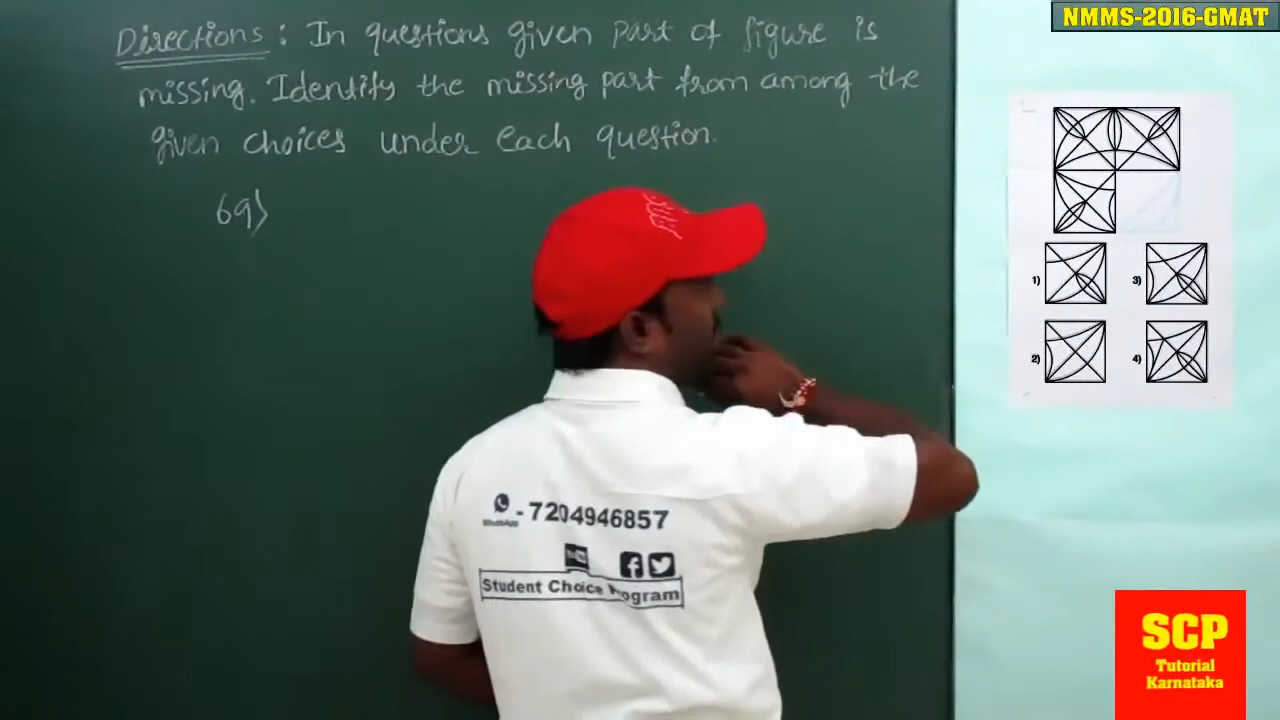 NMMS-2016-GMAT
Directions : In questions given part of figure is
missing. Identify the missing part from among the
given choices under each question.
69)
1)
3)
2)
4)
- 7204946857
Student Choice Program
SCP
Tutorial
Karnataka